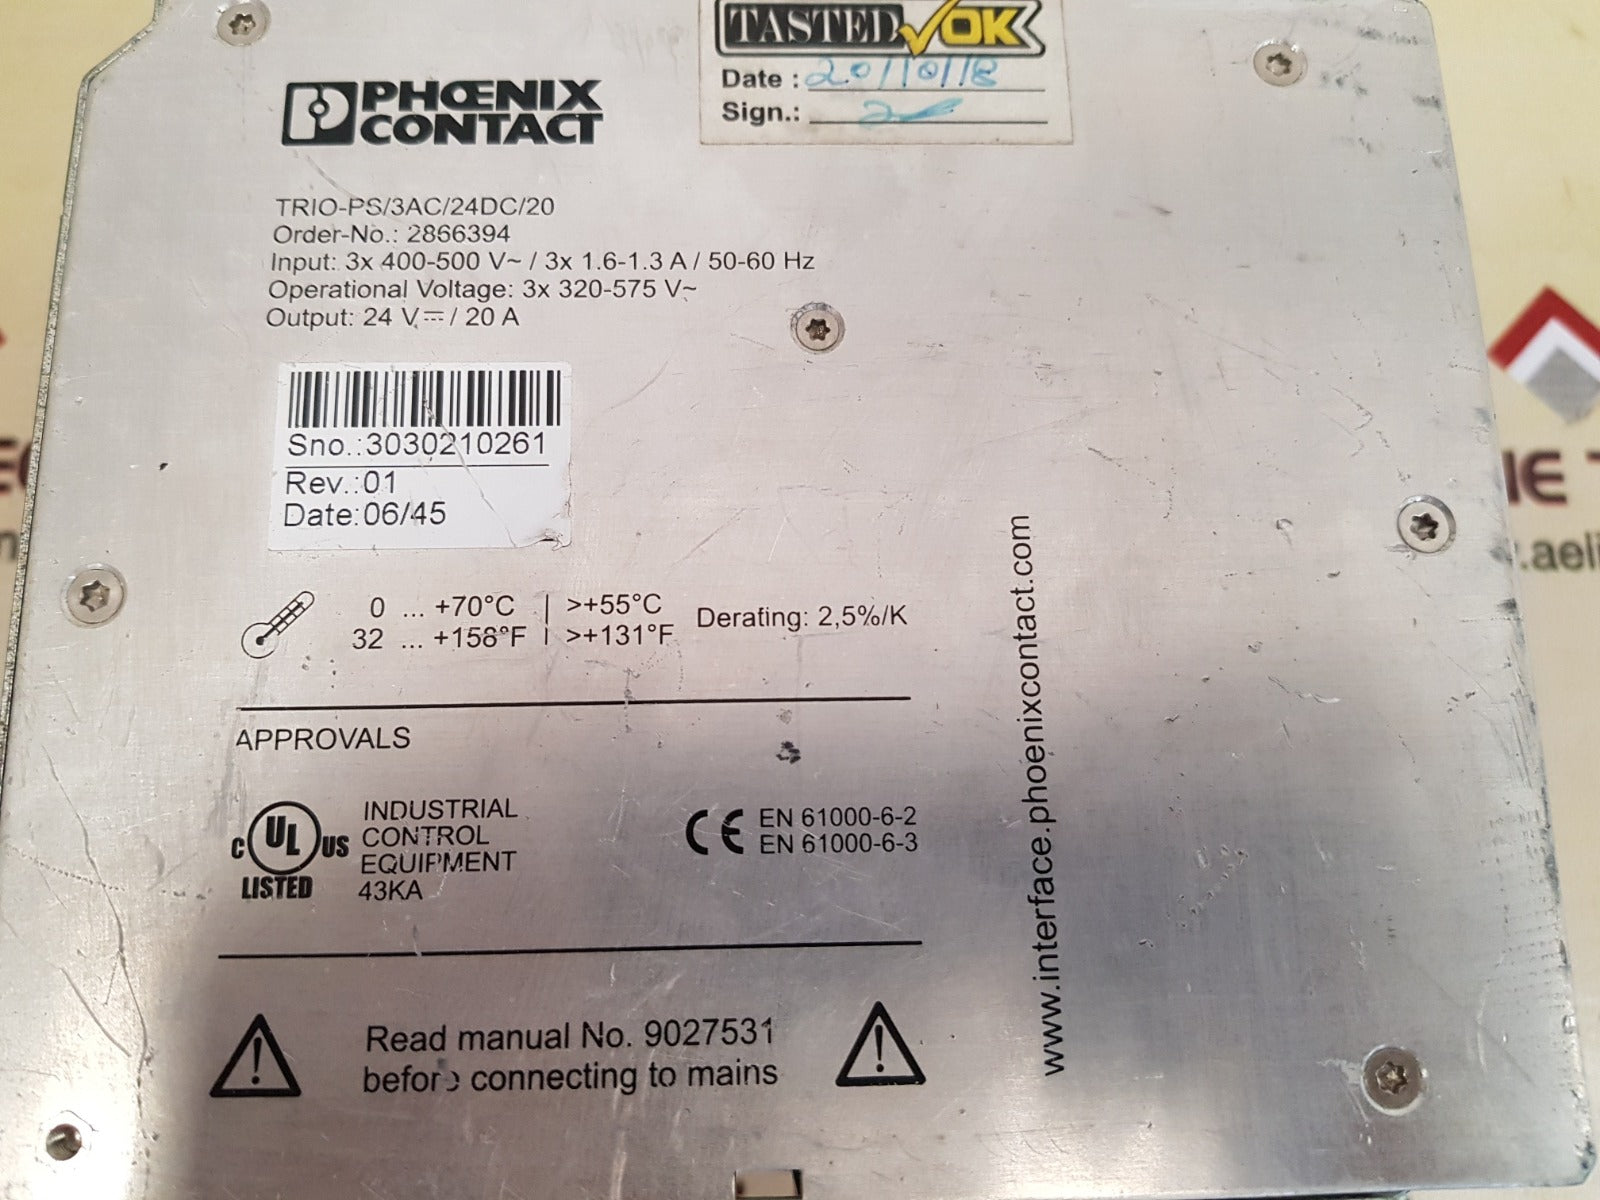 TASTED OK
Date : 20/10/18
Sign.:
PHŒNIX
CONTACT
TRIO-PS/3AC/24DC/20
Order-No.: 2866394
Input: 3x 400-500 V~ / 3x 1.6-1.3 A / 50-60 Hz
Operational Voltage: 3x 320-575 V~
Output: 24 V⎓ / 20 A
Sno.:3030210261
Rev.:01
Date:06/45
0 ... +70°C | >+55°C Derating: 2,5%/K
32 ... +158°F | >+131°F
APPROVALS
C UL US LISTED
INDUSTRIAL
CONTROL
EQUIPMENT
43KA
CE EN 61000-6-2
EN 61000-6-3
Read manual No. 9027531
before connecting to mains
www.interface.phoenixcontact.com